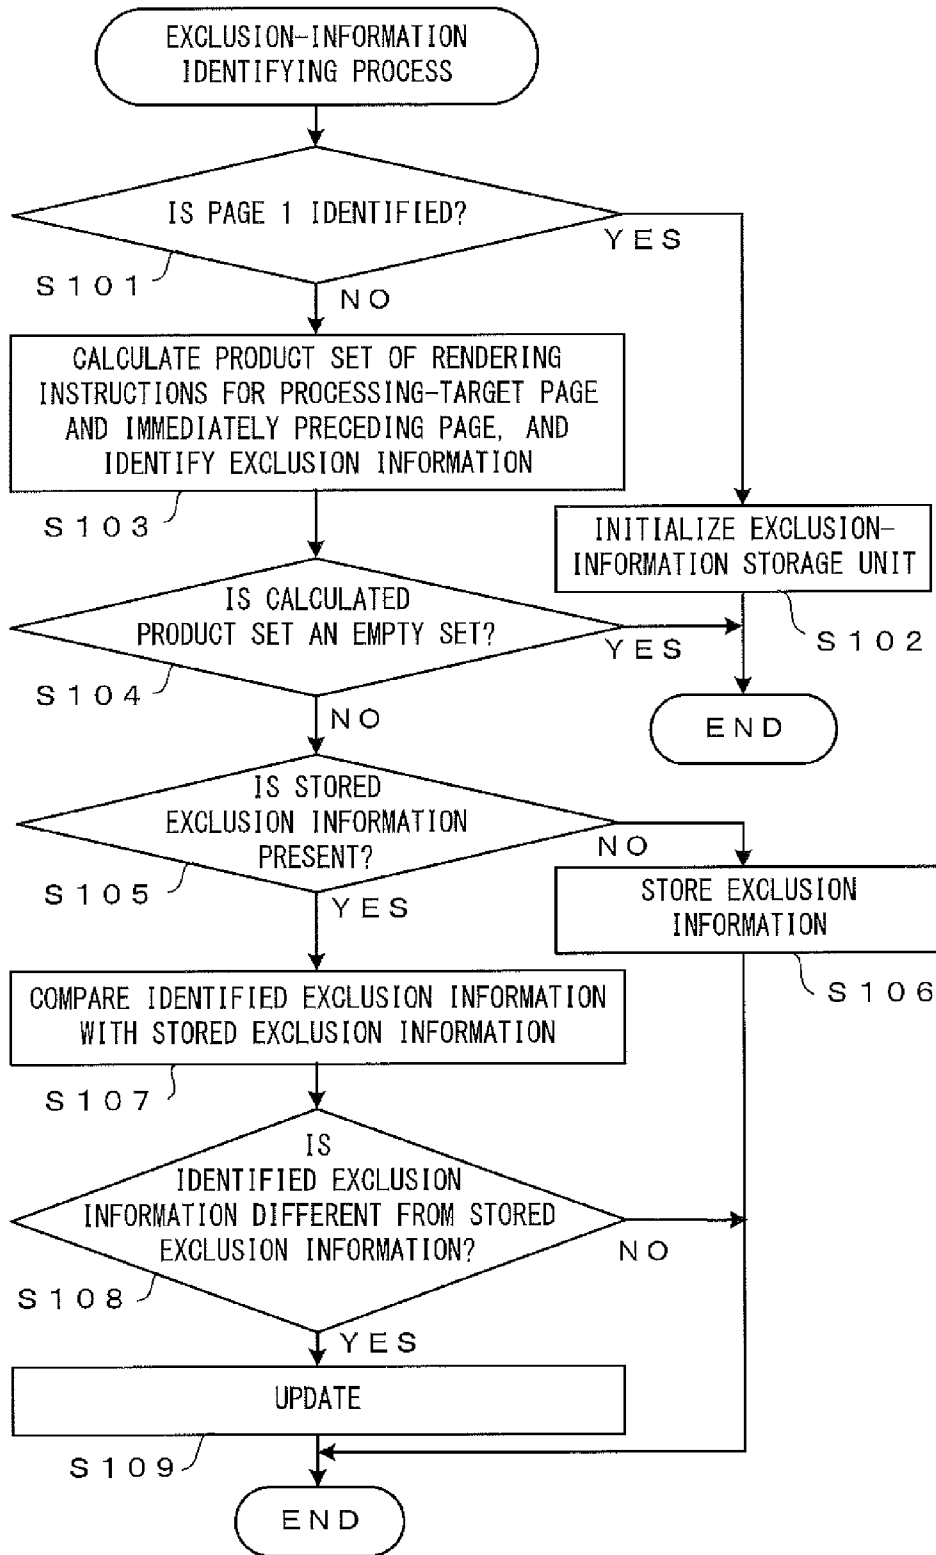 EXCLUSION-INFORMATION
IDENTIFYING PROCESS
IS PAGE 1 IDENTIFIED?
YES
S101
NO
CALCULATE PRODUCT SET OF RENDERING
INSTRUCTIONS FOR PROCESSING-TARGET PAGE
AND IMMEDIATELY PRECEDING PAGE, AND
IDENTIFY EXCLUSION INFORMATION
S103
INITIALIZE EXCLUSION-
INFORMATION STORAGE UNIT
S102
IS CALCULATED
PRODUCT SET AN EMPTY SET?
YES
S104
NO
END
IS STORED
EXCLUSION INFORMATION
PRESENT?
NO
S105
YES
STORE EXCLUSION
INFORMATION
S106
COMPARE IDENTIFIED EXCLUSION INFORMATION
WITH STORED EXCLUSION INFORMATION
S107
IS
IDENTIFIED EXCLUSION
INFORMATION DIFFERENT FROM STORED
EXCLUSION INFORMATION?
NO
S108
YES
UPDATE
S109
END